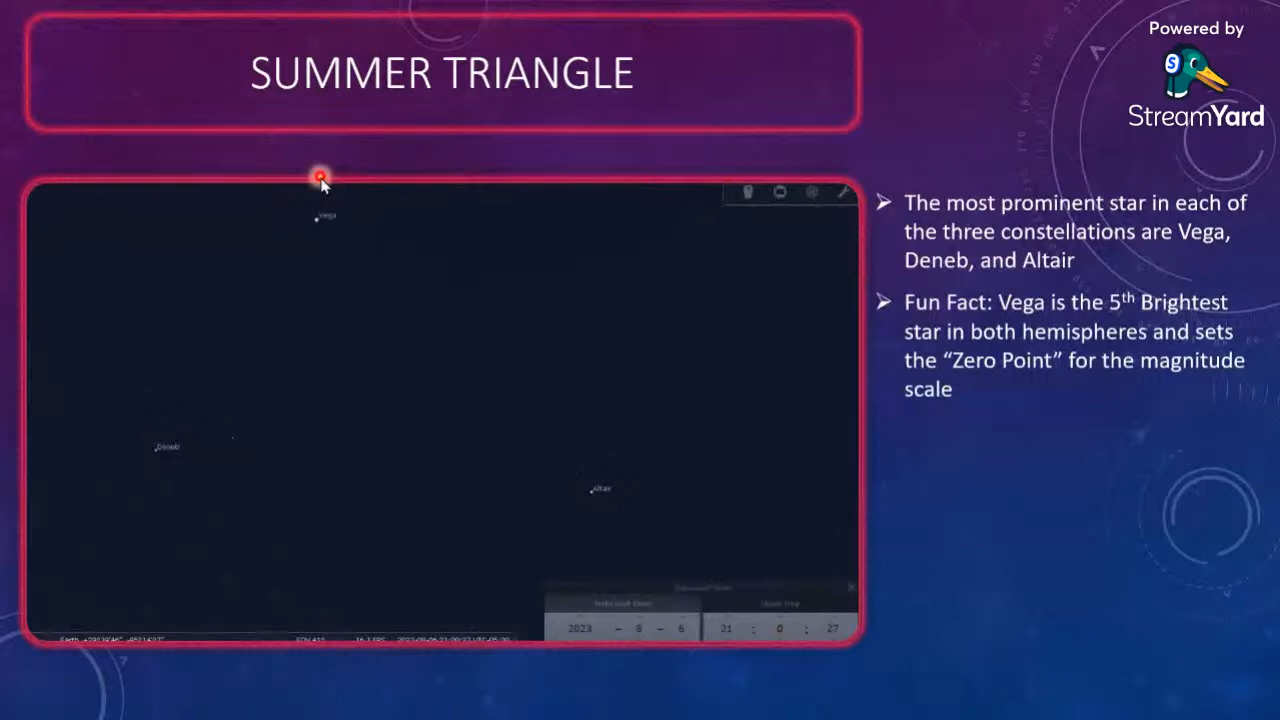 Powered by
StreamYard
SUMMER TRIANGLE
Vega
Deneb
Altair
2023 - 8 - 6
21 : 0 : 27
The most prominent star in each of
the three constellations are Vega,
Deneb, and Altair
Fun Fact: Vega is the 5th Brightest
star in both hemispheres and sets
the “Zero Point” for the magnitude
scale